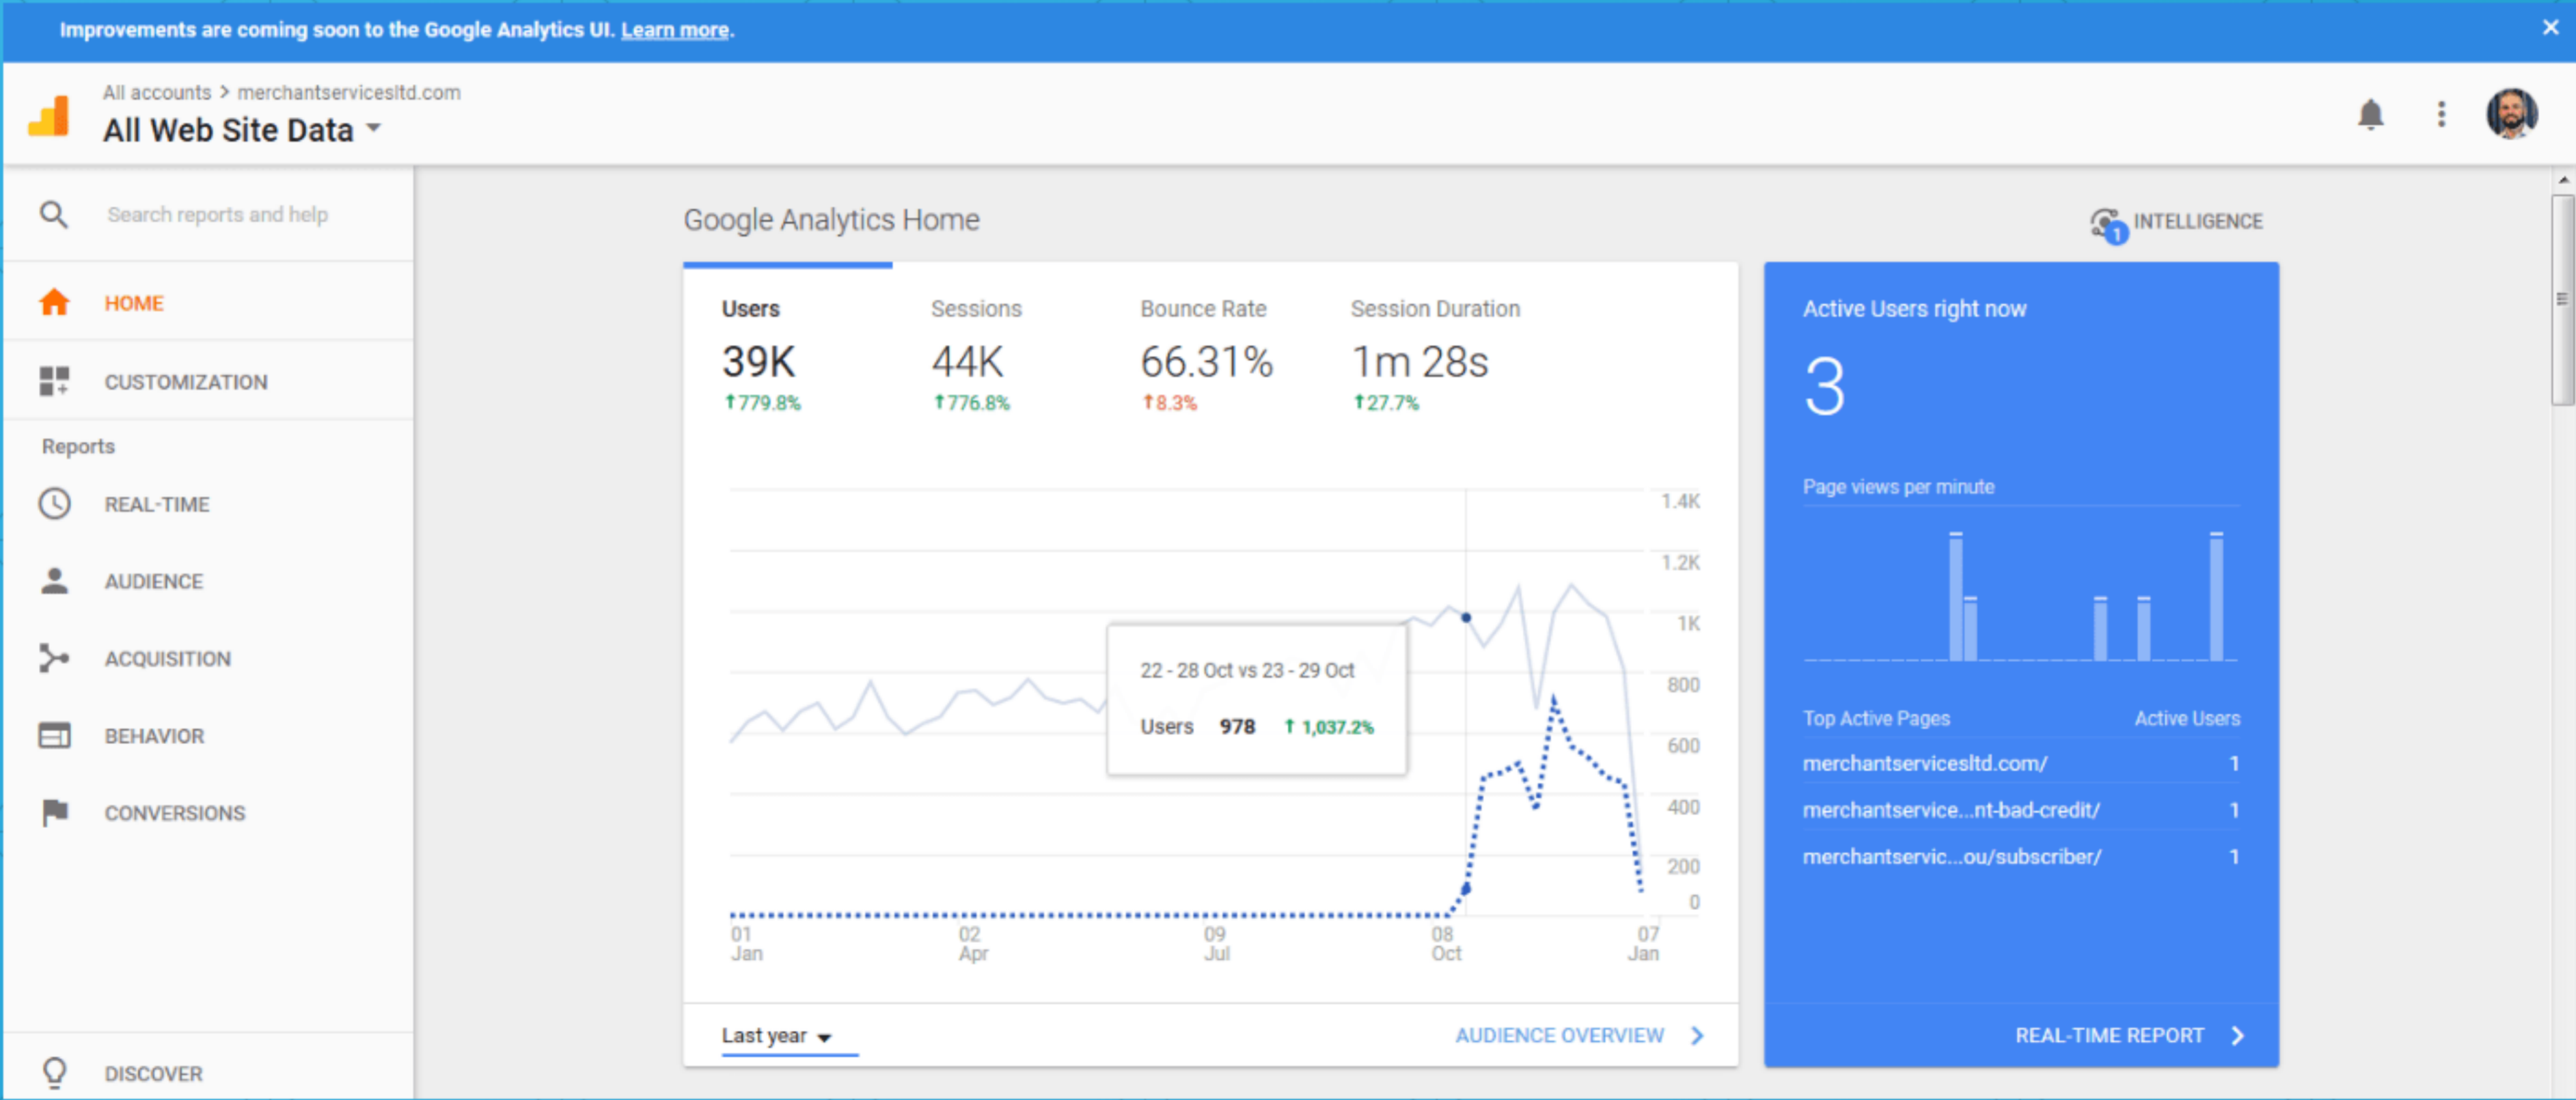 Improvements are coming soon to the Google Analytics UI. Learn more.
All accounts > merchantservicesltd.com
All Web Site Data
Search reports and help
HOME
CUSTOMIZATION
Reports
REAL-TIME
AUDIENCE
ACQUISITION
BEHAVIOR
CONVERSIONS
DISCOVER
Google Analytics Home
1 INTELLIGENCE
Users Sessions Bounce Rate Session Duration
39K 44K 66.31% 1m 28s
↑779.8% ↑776.8% ↑8.3% ↑27.7%
1.4K
1.2K
1K
800
600
400
200
0
22 - 28 Oct vs 23 - 29 Oct
Users 978 ↑ 1,037.2%
01 02 09 08 07
Jan Apr Jul Oct Jan
Last year
AUDIENCE OVERVIEW
Active Users right now
3
Page views per minute
Top Active Pages Active Users
merchantservicesltd.com/ 1
merchantservice...nt-bad-credit/ 1
merchantservic...ou/subscriber/ 1
REAL-TIME REPORT